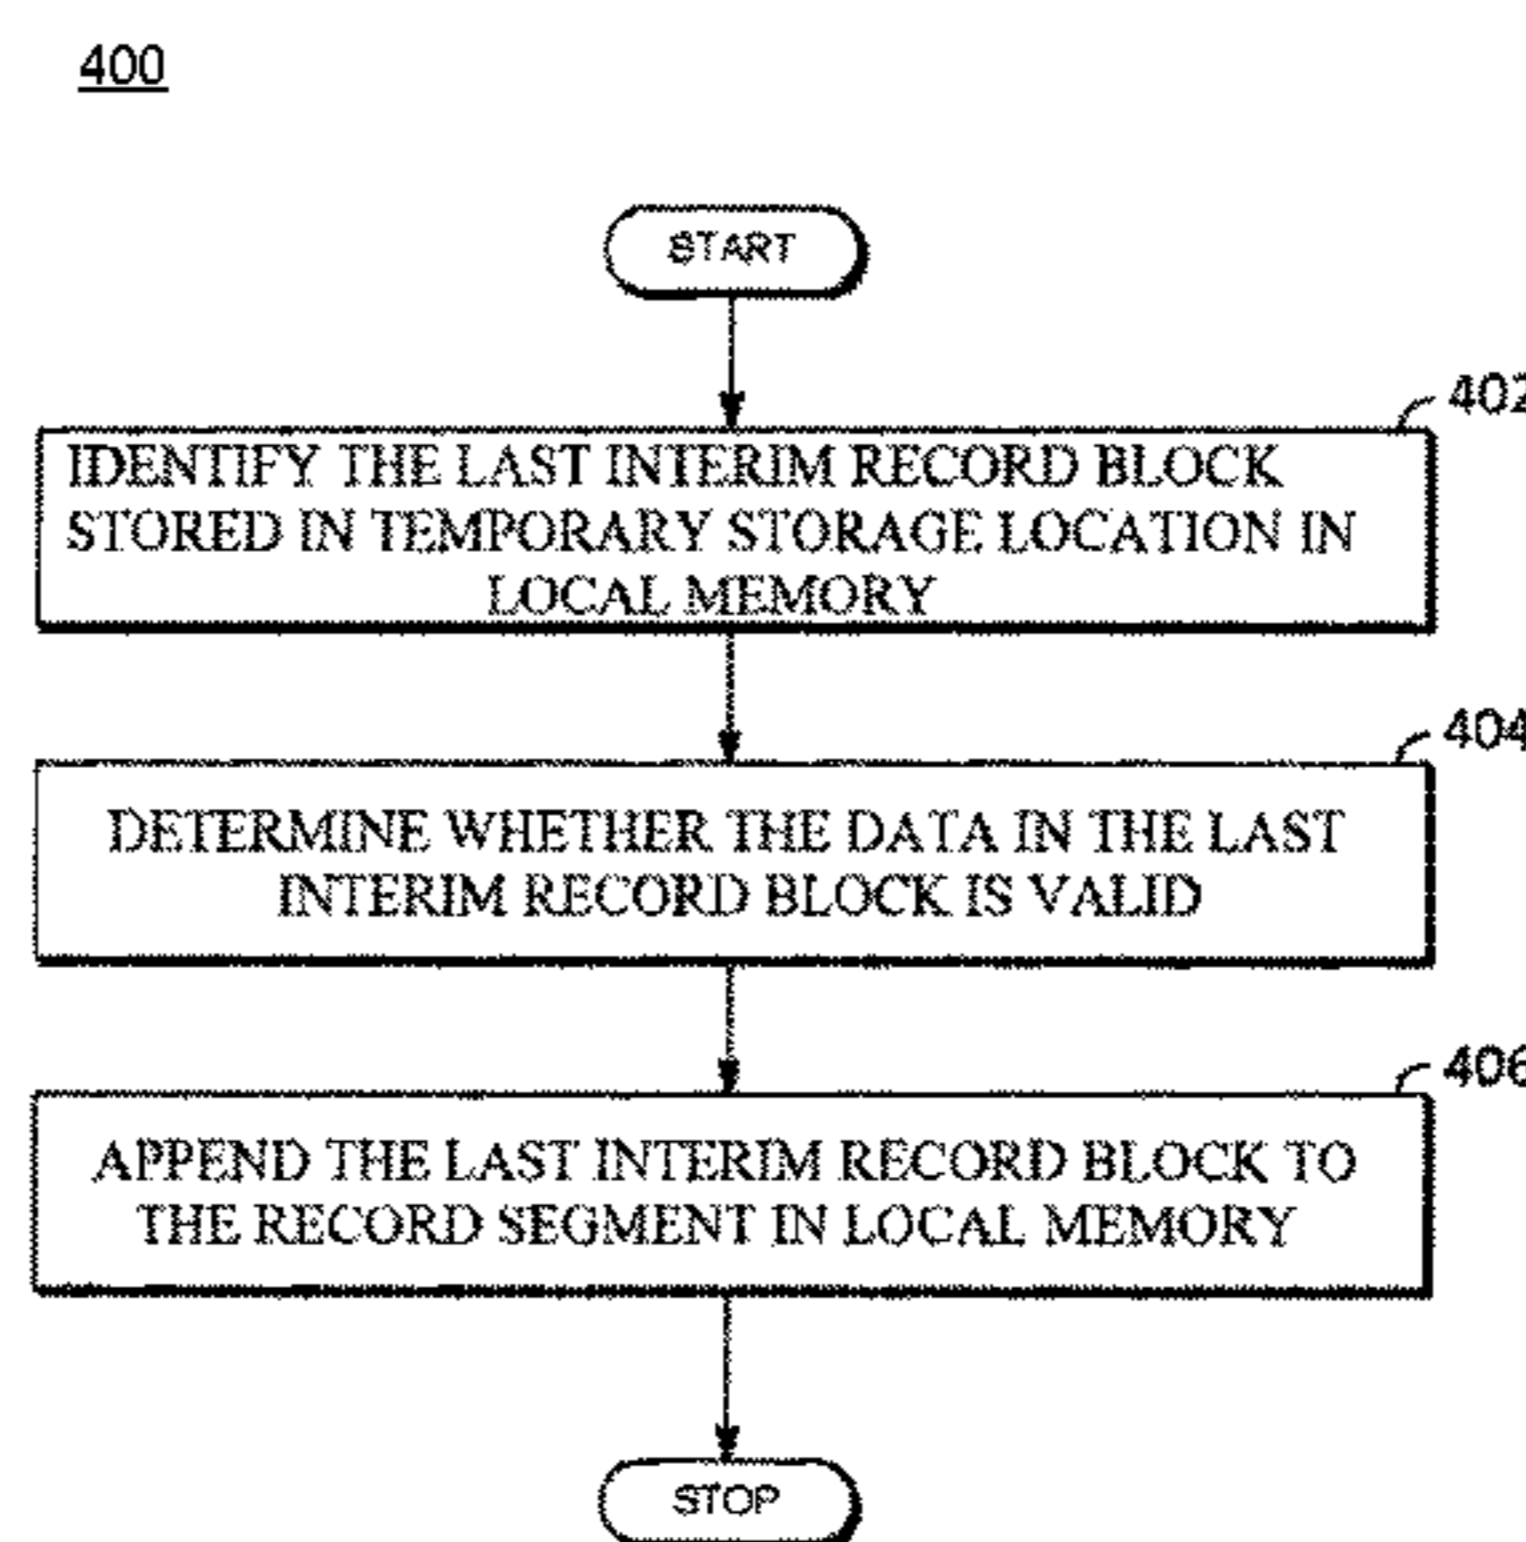 400
START
402
IDENTIFY THE LAST INTERIM RECORD BLOCK
STORED IN TEMPORARY STORAGE LOCATION IN
LOCAL MEMORY
404
DETERMINE WHETHER THE DATA IN THE LAST
INTERIM RECORD BLOCK IS VALID
406
APPEND THE LAST INTERIM RECORD BLOCK TO
THE RECORD SEGMENT IN LOCAL MEMORY
STOP